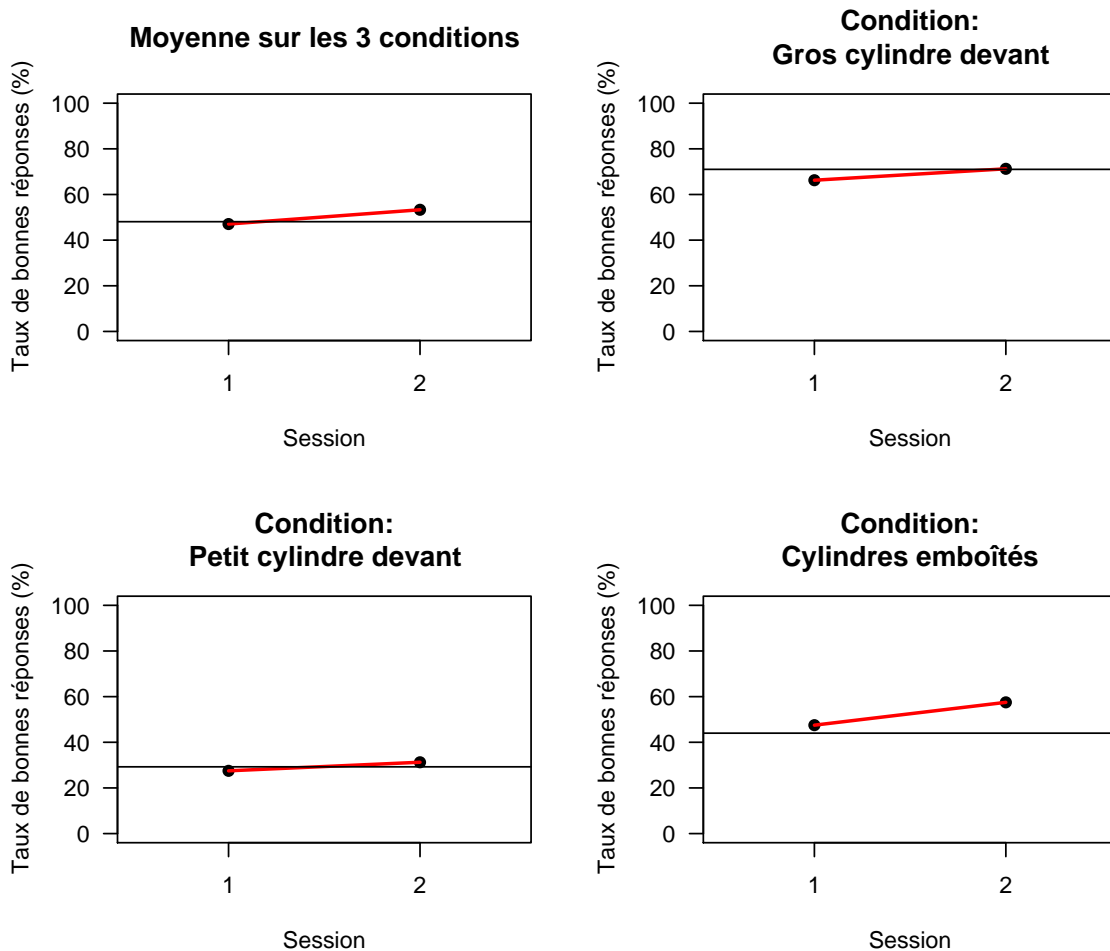 Moyenne sur les 3 conditions
Taux de bonnes réponses (%)
100
80
60
40
20
0
1
2
Session
Condition:
Gros cylindre devant
Taux de bonnes réponses (%)
100
80
60
40
20
0
1
2
Session
Condition:
Petit cylindre devant
Taux de bonnes réponses (%)
100
80
60
40
20
0
1
2
Session
Condition:
Cylindres emboîtés
Taux de bonnes réponses (%)
100
80
60
40
20
0
1
2
Session